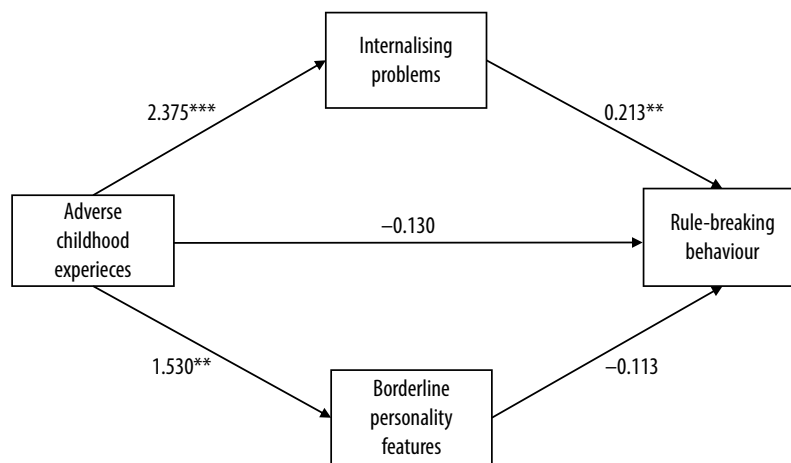 Internalising
problems
2.375***
0.213**
Adverse
childhood
experieces
–0.130
Rule-breaking
behaviour
1.530**
–0.113
Borderline
personality
features